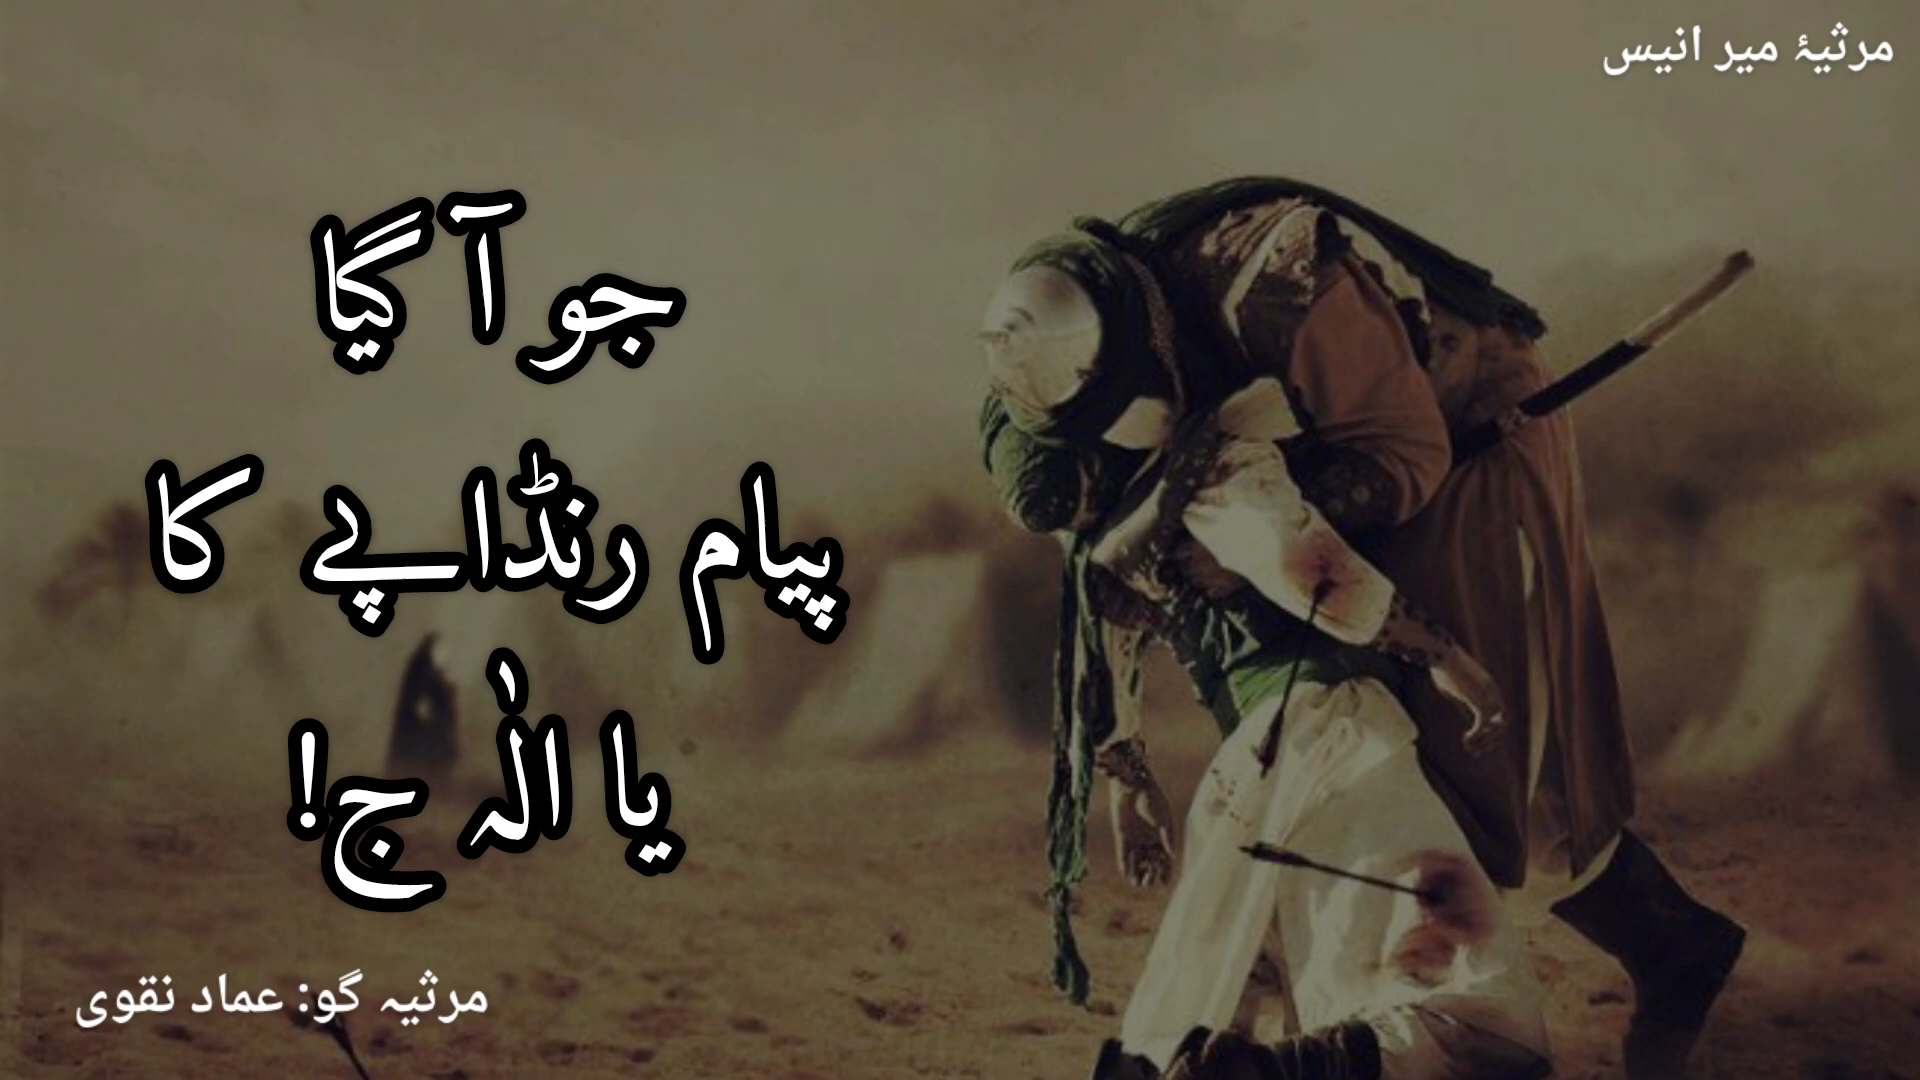 مرثیۂ میر انیس
جو آ گیا
پیام رنڈاپے کا
یا الٰہ ج!
مرثیہ گو: عماد نقوی